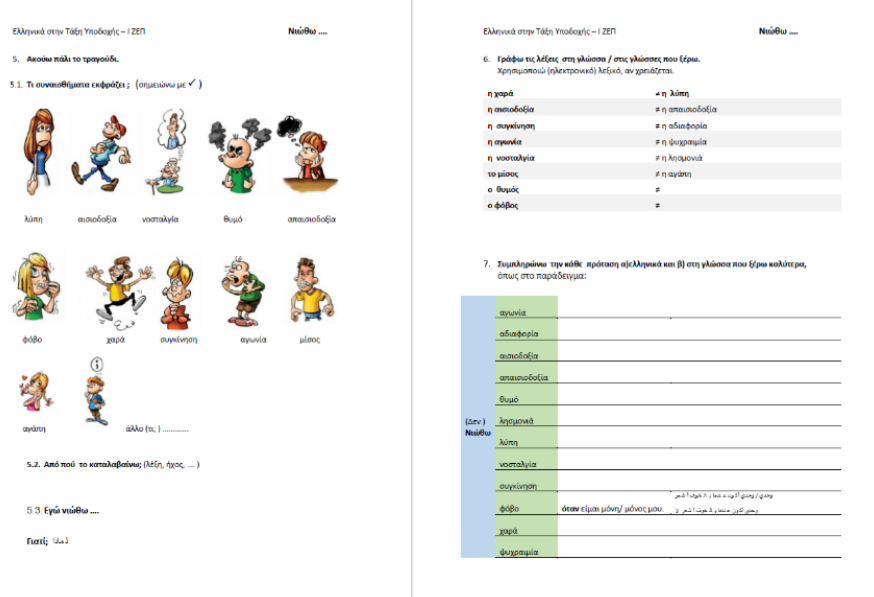 Ελληνικά στην Τάξη Υποδοχής – Ι ΖΕΠ Νιώθω ....
5. Ακούω πάλι το τραγούδι.
5.1. Τι συναισθήματα εκφράζει ; (σημειώνω με ✓ )
λύπη αισιοδοξία νοσταλγία θυμό απαισιοδοξία
φόβο χαρά συγκίνηση αγωνία μίσος
αγάπη άλλο (τι; ) ............
5.2. Από πού το καταλαβαίνω; (λέξη, ήχος, ... )
5.3. Εγώ νιώθω ....
Γιατί; لماذا
Ελληνικά στην Τάξη Υποδοχής – Ι ΖΕΠ Νιώθω ....
6. Γράφω τις λέξεις στη γλώσσα / στις γλώσσες που ξέρω.
Χρησιμοποιώ (ηλεκτρονικό) λεξικό, αν χρειάζεται.
η χαρά ≠ η λύπη
η αισιοδοξία ≠ η απαισιοδοξία
η συγκίνηση ≠ η αδιαφορία
η αγωνία ≠ η ψυχραιμία
η νοσταλγία ≠ η λησμονιά
το μίσος ≠ η αγάπη
ο θυμός ≠
ο φόβος ≠
7. Συμπληρώνω την κάθε πρόταση α)ελληνικά και β) στη γλώσσα που ξέρω καλύτερα,
όπως στο παράδειγμα:
αγωνία
αδιαφορία
αισιοδοξία
απαισιοδοξία
θυμό
(Δεν ) λησμονιά
Νιώθω
λύπη
νοσταλγία
συγκίνηση
φόβο όταν είμαι μόνη/ μόνος μου.
χαρά
ψυχραιμία